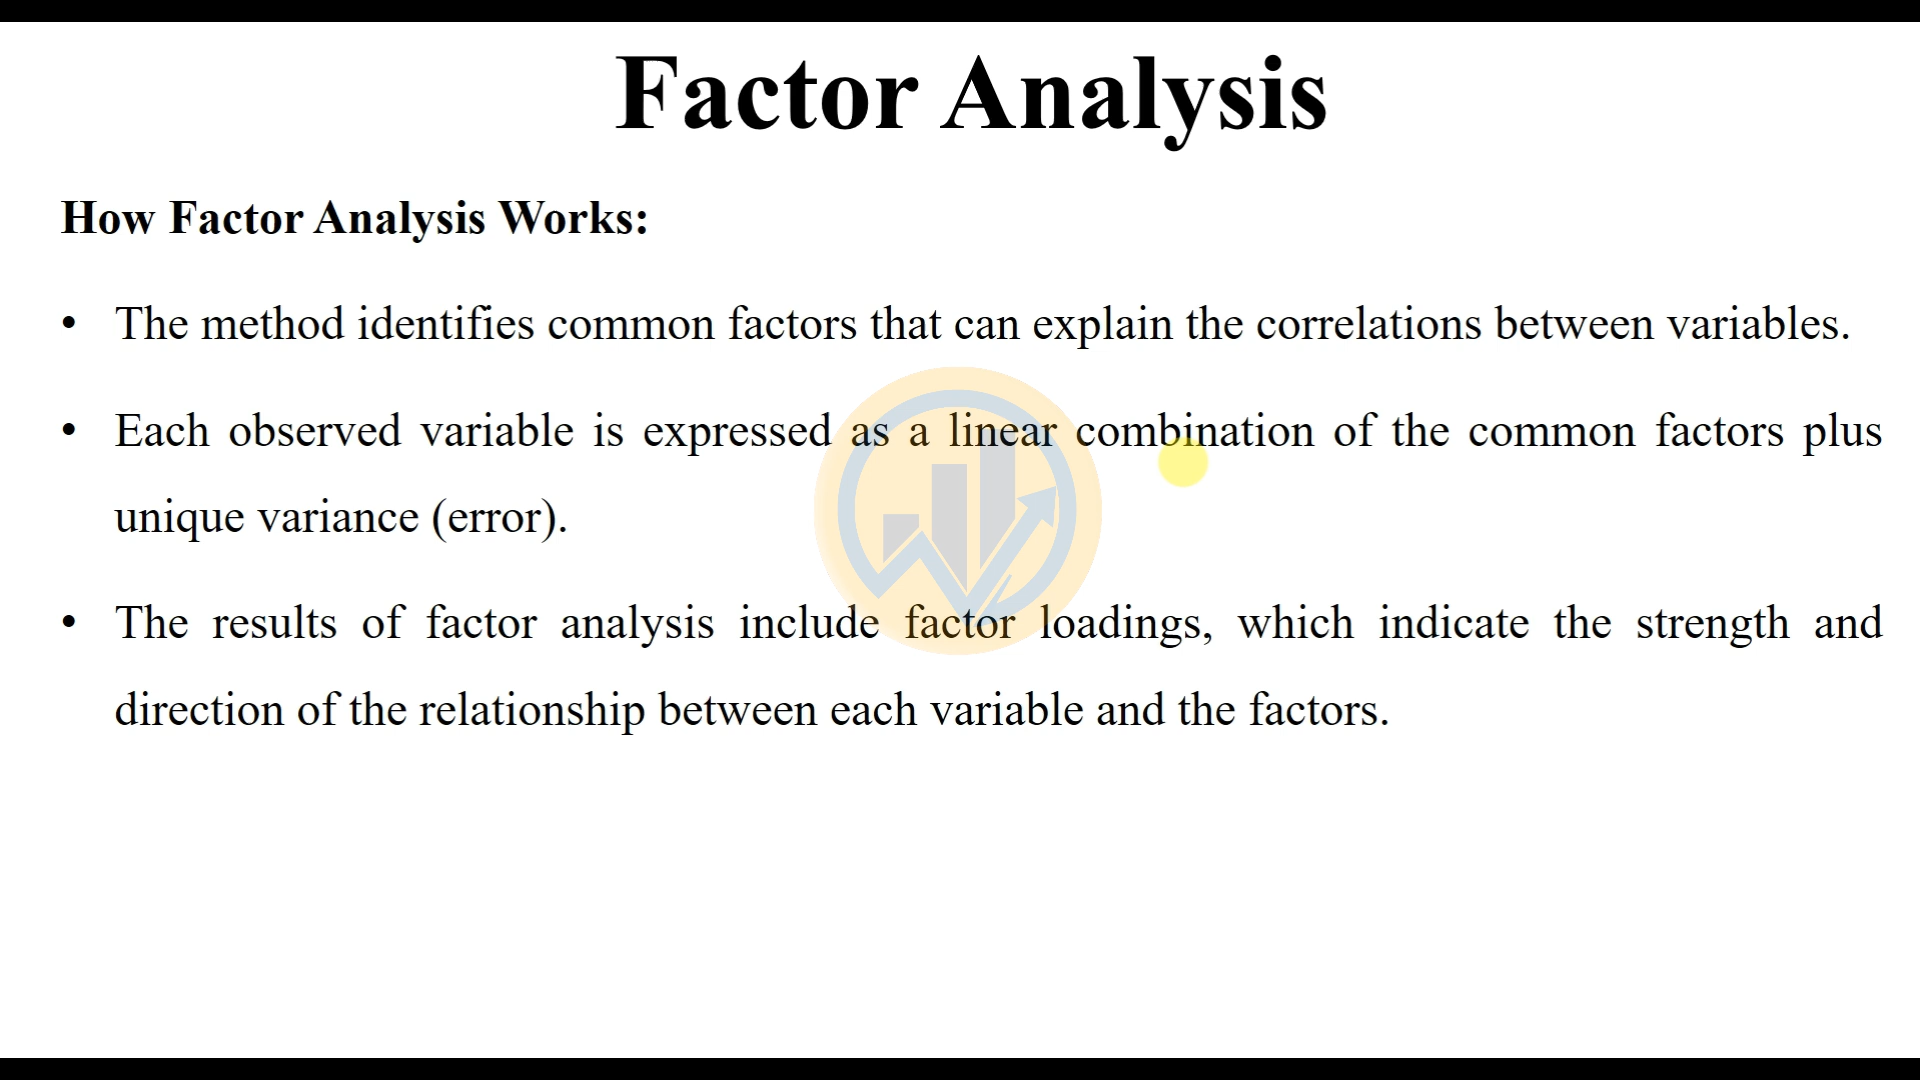 Factor Analysis
How Factor Analysis Works:
• The method identifies common factors that can explain the correlations between variables.
• Each observed variable is expressed as a linear combination of the common factors plus
unique variance (error).
• The results of factor analysis include factor loadings, which indicate the strength and
direction of the relationship between each variable and the factors.